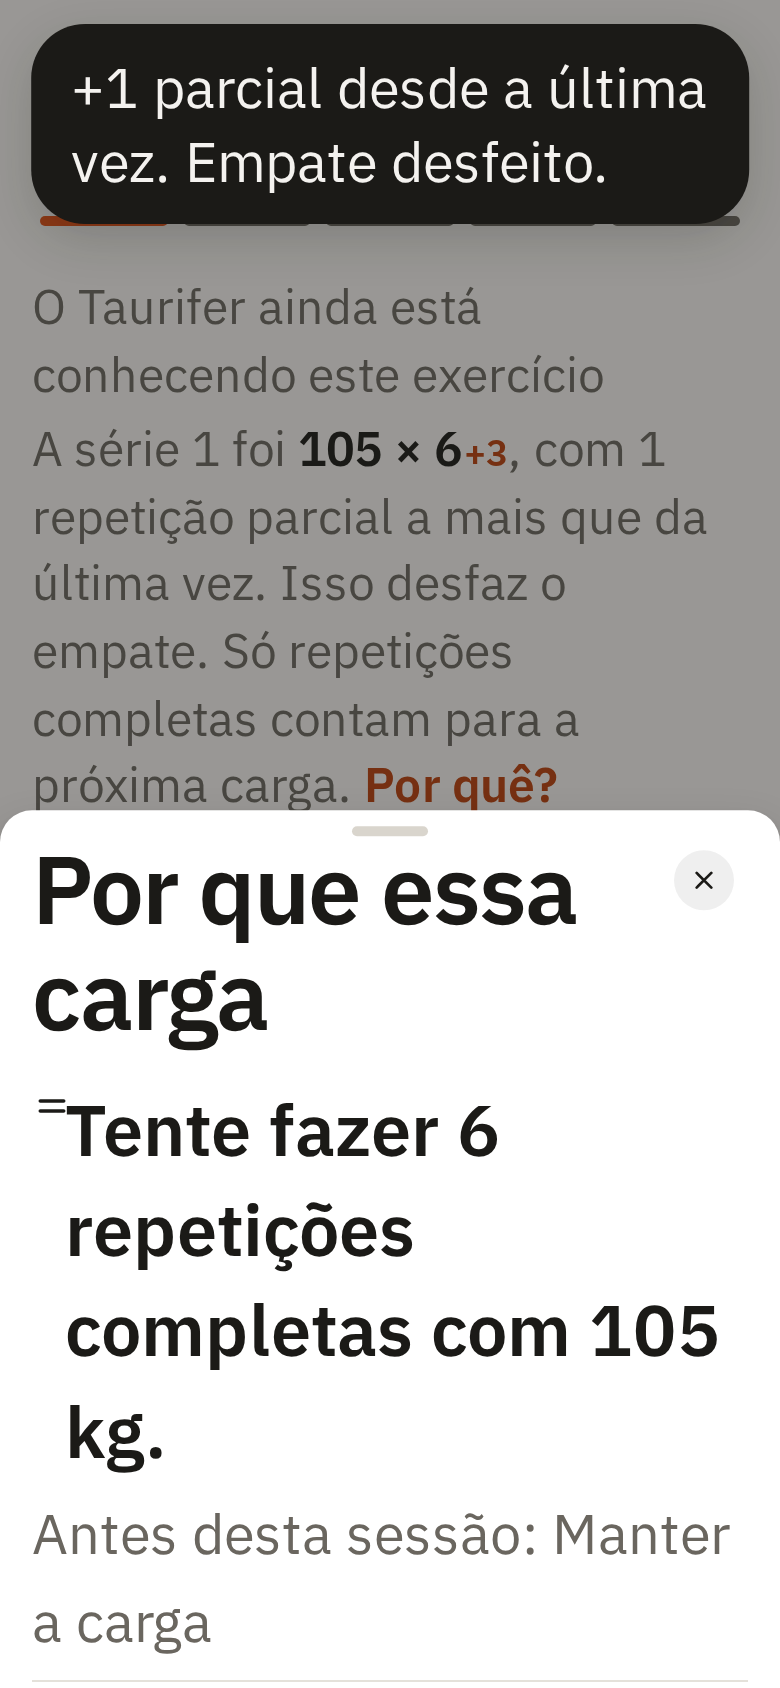 +1 parcial desde a última
vez. Empate desfeito.
O Taurifer ainda está
conhecendo este exercício
A série 1 foi 105 × 6+3, com 1
repetição parcial a mais que da
última vez. Isso desfaz o
empate. Só repetições
completas contam para a
próxima carga. Por quê?
Por que essa
carga
=Tente fazer 6
repetições
completas com 105
kg.
Antes desta sessão: Manter
a carga